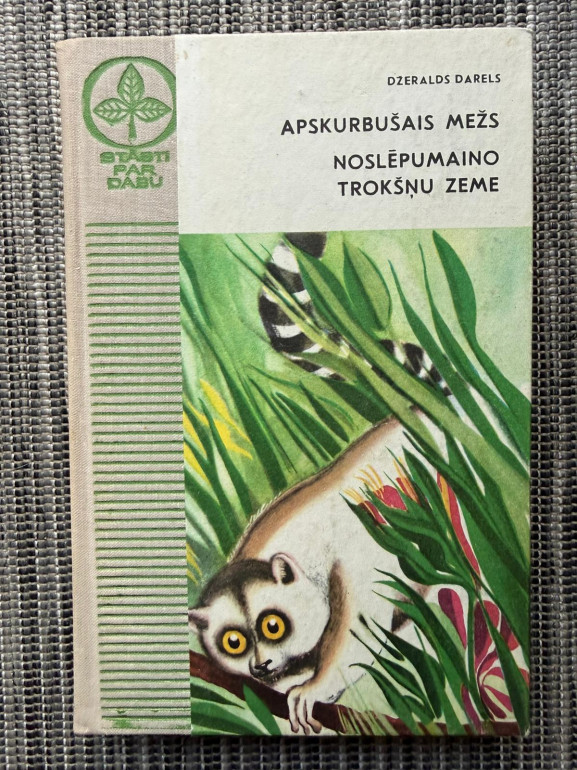 STĀSTI
PAR
DABU
DŽERALDS DARELS
APSKURBUŠAIS MEŽS
NOSLĒPUMAINO
TROKŠŅU ZEME